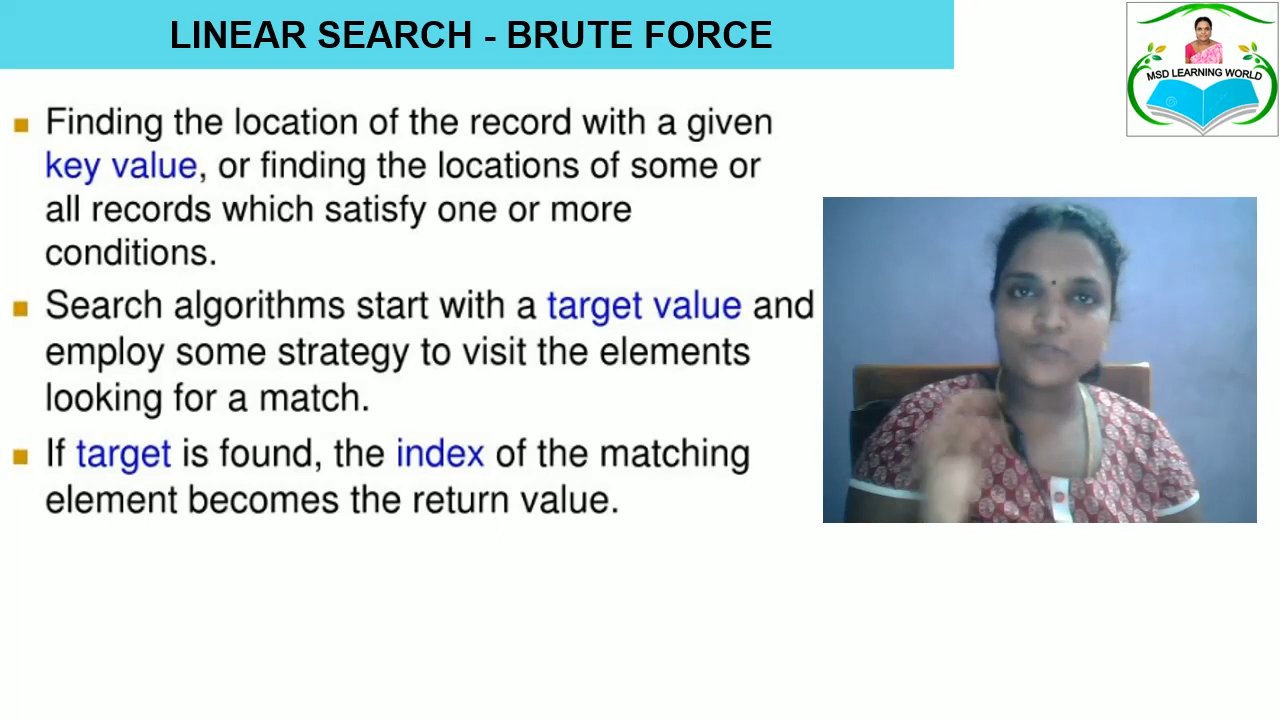 LINEAR SEARCH - BRUTE FORCE
MSD LEARNING WORLD
Finding the location of the record with a given
key value, or finding the locations of some or
all records which satisfy one or more
conditions.
Search algorithms start with a target value and
employ some strategy to visit the elements
looking for a match.
If target is found, the index of the matching
element becomes the return value.